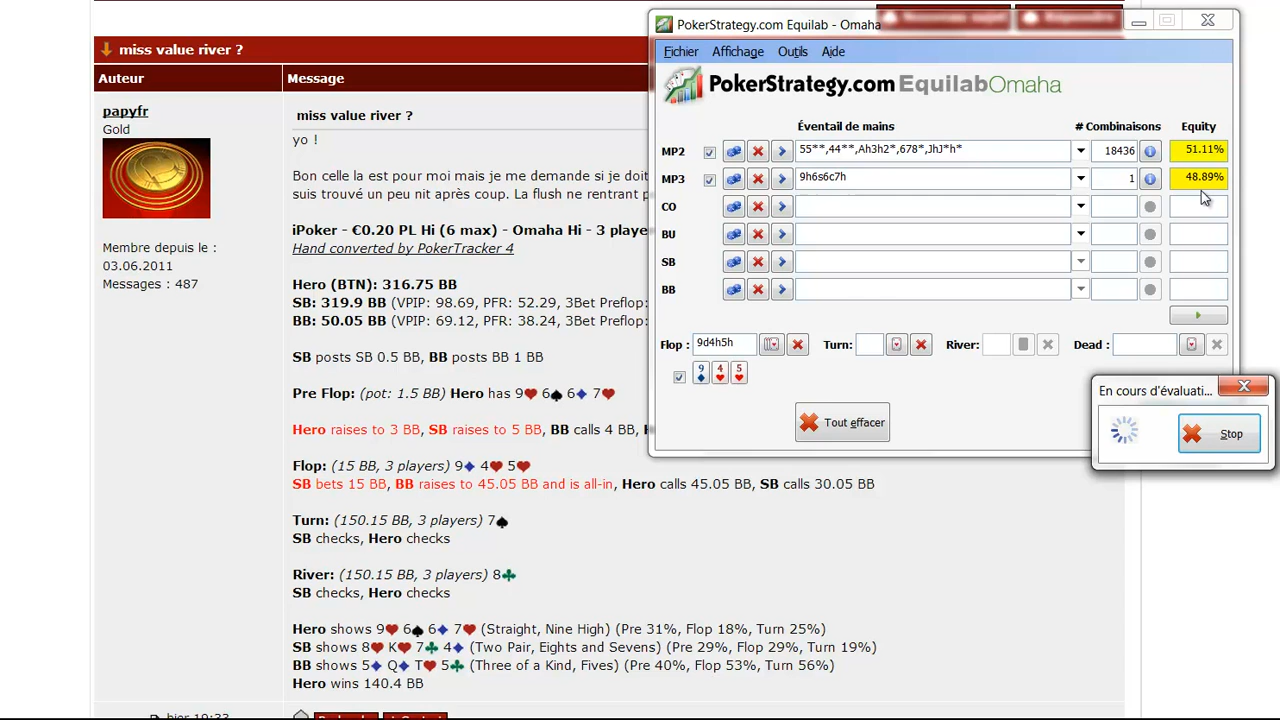 miss value river ?
Auteur
Message
papyfr
Gold
Membre depuis le :
03.06.2011
Messages : 487
miss value river ?
yo !
Bon celle la est pour moi mais je me demande si je doit
suis trouvé un peu nit après coup. La flush ne rentrant p
iPoker - €0.20 PL Hi (6 max) - Omaha Hi - 3 playe
Hand converted by PokerTracker 4
Hero (BTN): 316.75 BB
SB: 319.9 BB (VPIP: 98.69, PFR: 52.29, 3Bet Preflop:
BB: 50.05 BB (VPIP: 69.12, PFR: 38.24, 3Bet Preflop:
SB posts SB 0.5 BB, BB posts BB 1 BB
Pre Flop: (pot: 1.5 BB) Hero has 9♥ 6♠ 6♦ 7♥
Hero raises to 3 BB, SB raises to 5 BB, BB calls 4 BB,
Flop: (15 BB, 3 players) 9♦ 4♥ 5♥
SB bets 15 BB, BB raises to 45.05 BB and is all-in, Hero calls 45.05 BB, SB calls 30.05 BB
Turn: (150.15 BB, 3 players) 7♠
SB checks, Hero checks
River: (150.15 BB, 3 players) 8♣
SB checks, Hero checks
Hero shows 9♥ 6♠ 6♦ 7♥ (Straight, Nine High) (Pre 31%, Flop 18%, Turn 25%)
SB shows 8♥ K♥ 7♣ 4♦ (Two Pair, Eights and Sevens) (Pre 29%, Flop 29%, Turn 19%)
BB shows 5♦ Q♦ T♥ 5♣ (Three of a Kind, Fives) (Pre 40%, Flop 53%, Turn 56%)
Hero wins 140.4 BB
hier 19:33
PokerStrategy.com Equilab - Omaha
Fichier Affichage Outils Aide
PokerStrategy.com EquilabOmaha
Éventail de mains # Combinaisons Equity
MP2 55**,44**,Ah3h2*,678*,JhJ*h* 18436 51.11%
MP3 9h6s6c7h 1 48.89%
CO
BU
SB
BB
Flop : 9d4h5h Turn: River: Dead :
9♦ 4♥ 5♥
Tout effacer
En cours d'évaluati...
Stop